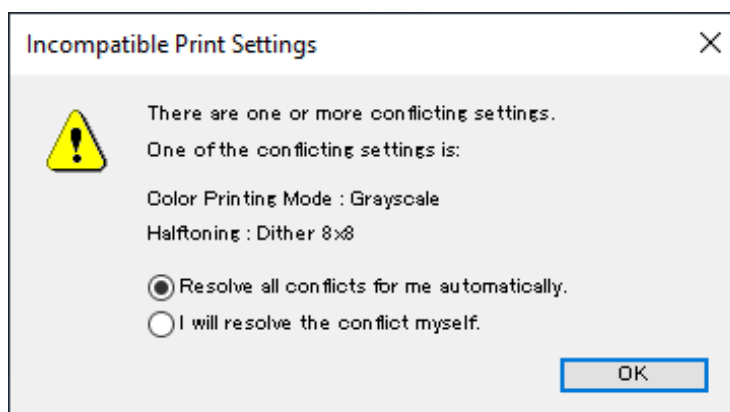 Incompatible Print Settings
There are one or more conflicting settings.
One of the conflicting settings is:
Color Printing Mode : Grayscale
Halftoning : Dither 8x8
Resolve all conflicts for me automatically.
I will resolve the conflict myself.
OK